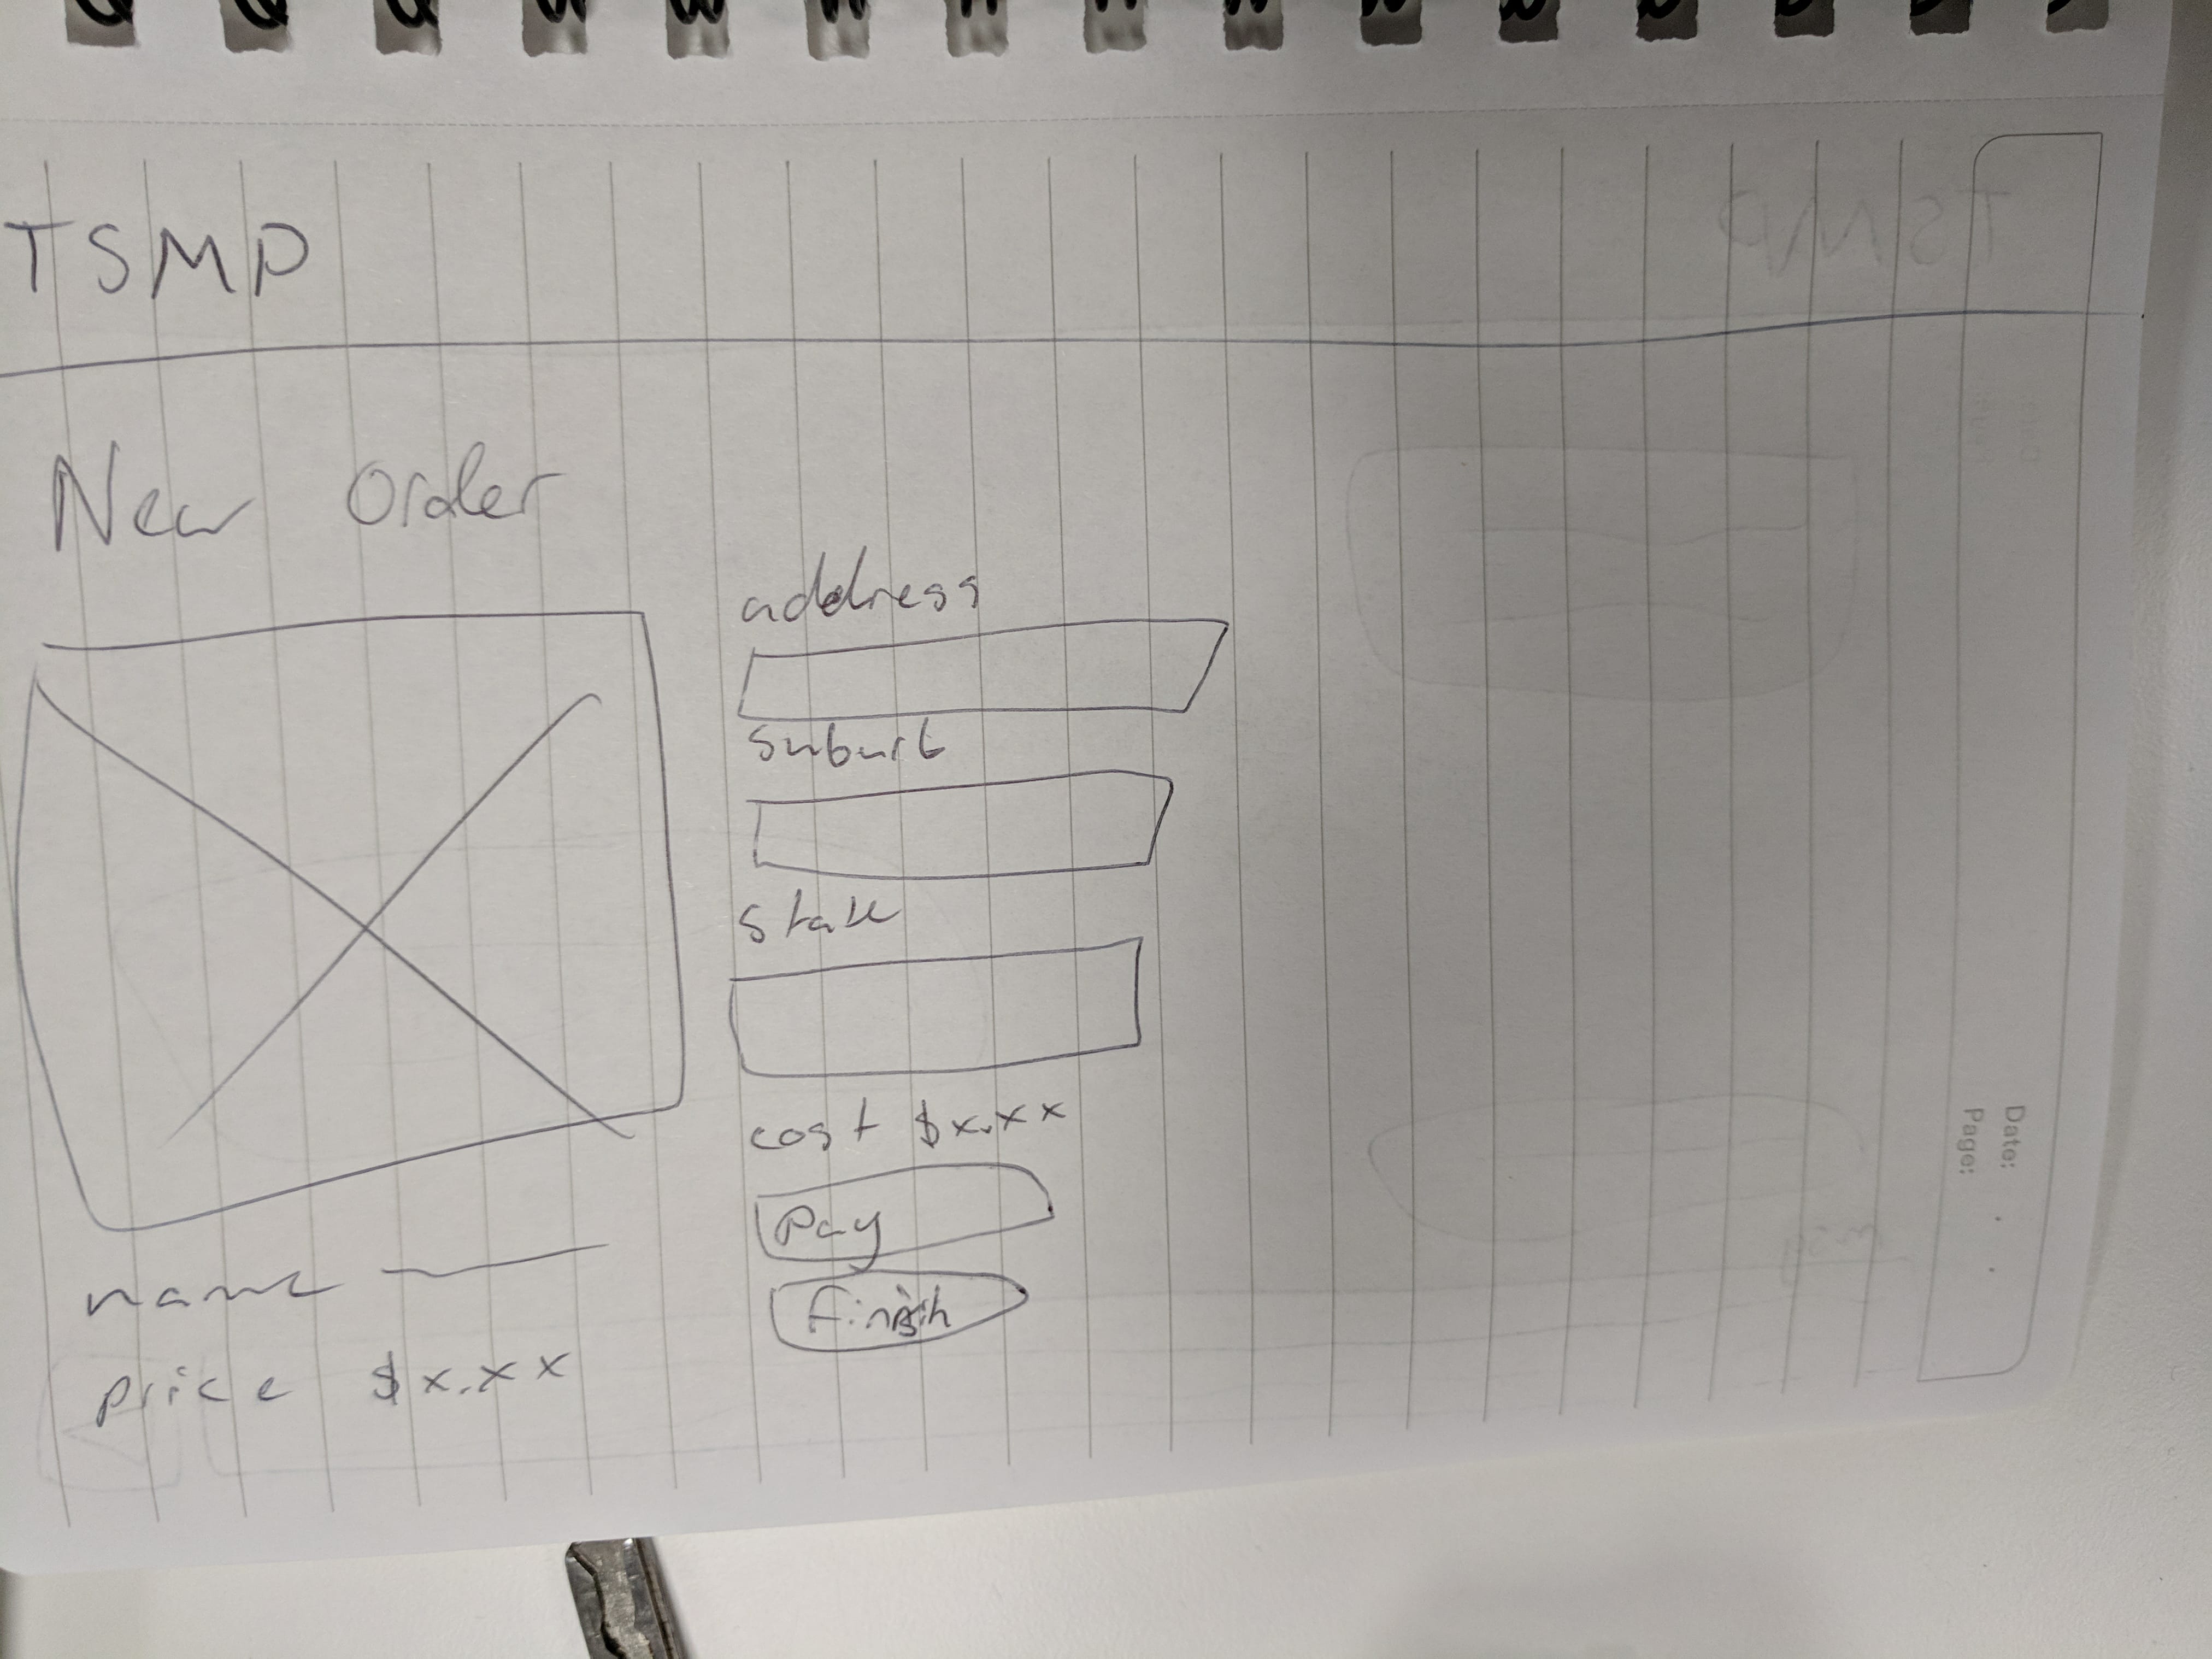 TSMP
New Order
address
suburb
state
cost $x.xx
Pay
Finish
name
price $x.xx
Date:
Page: